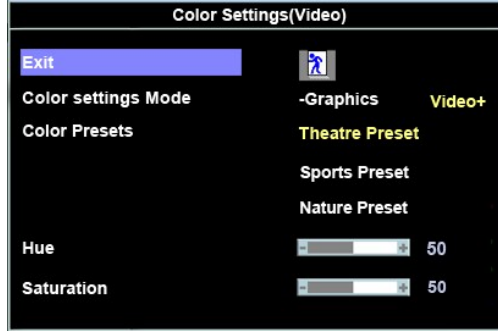 Color Settings(Video)
Exit
Color settings Mode -Graphics Video+
Color Presets Theatre Preset
Sports Preset
Nature Preset
Hue - + 50
Saturation - + 50